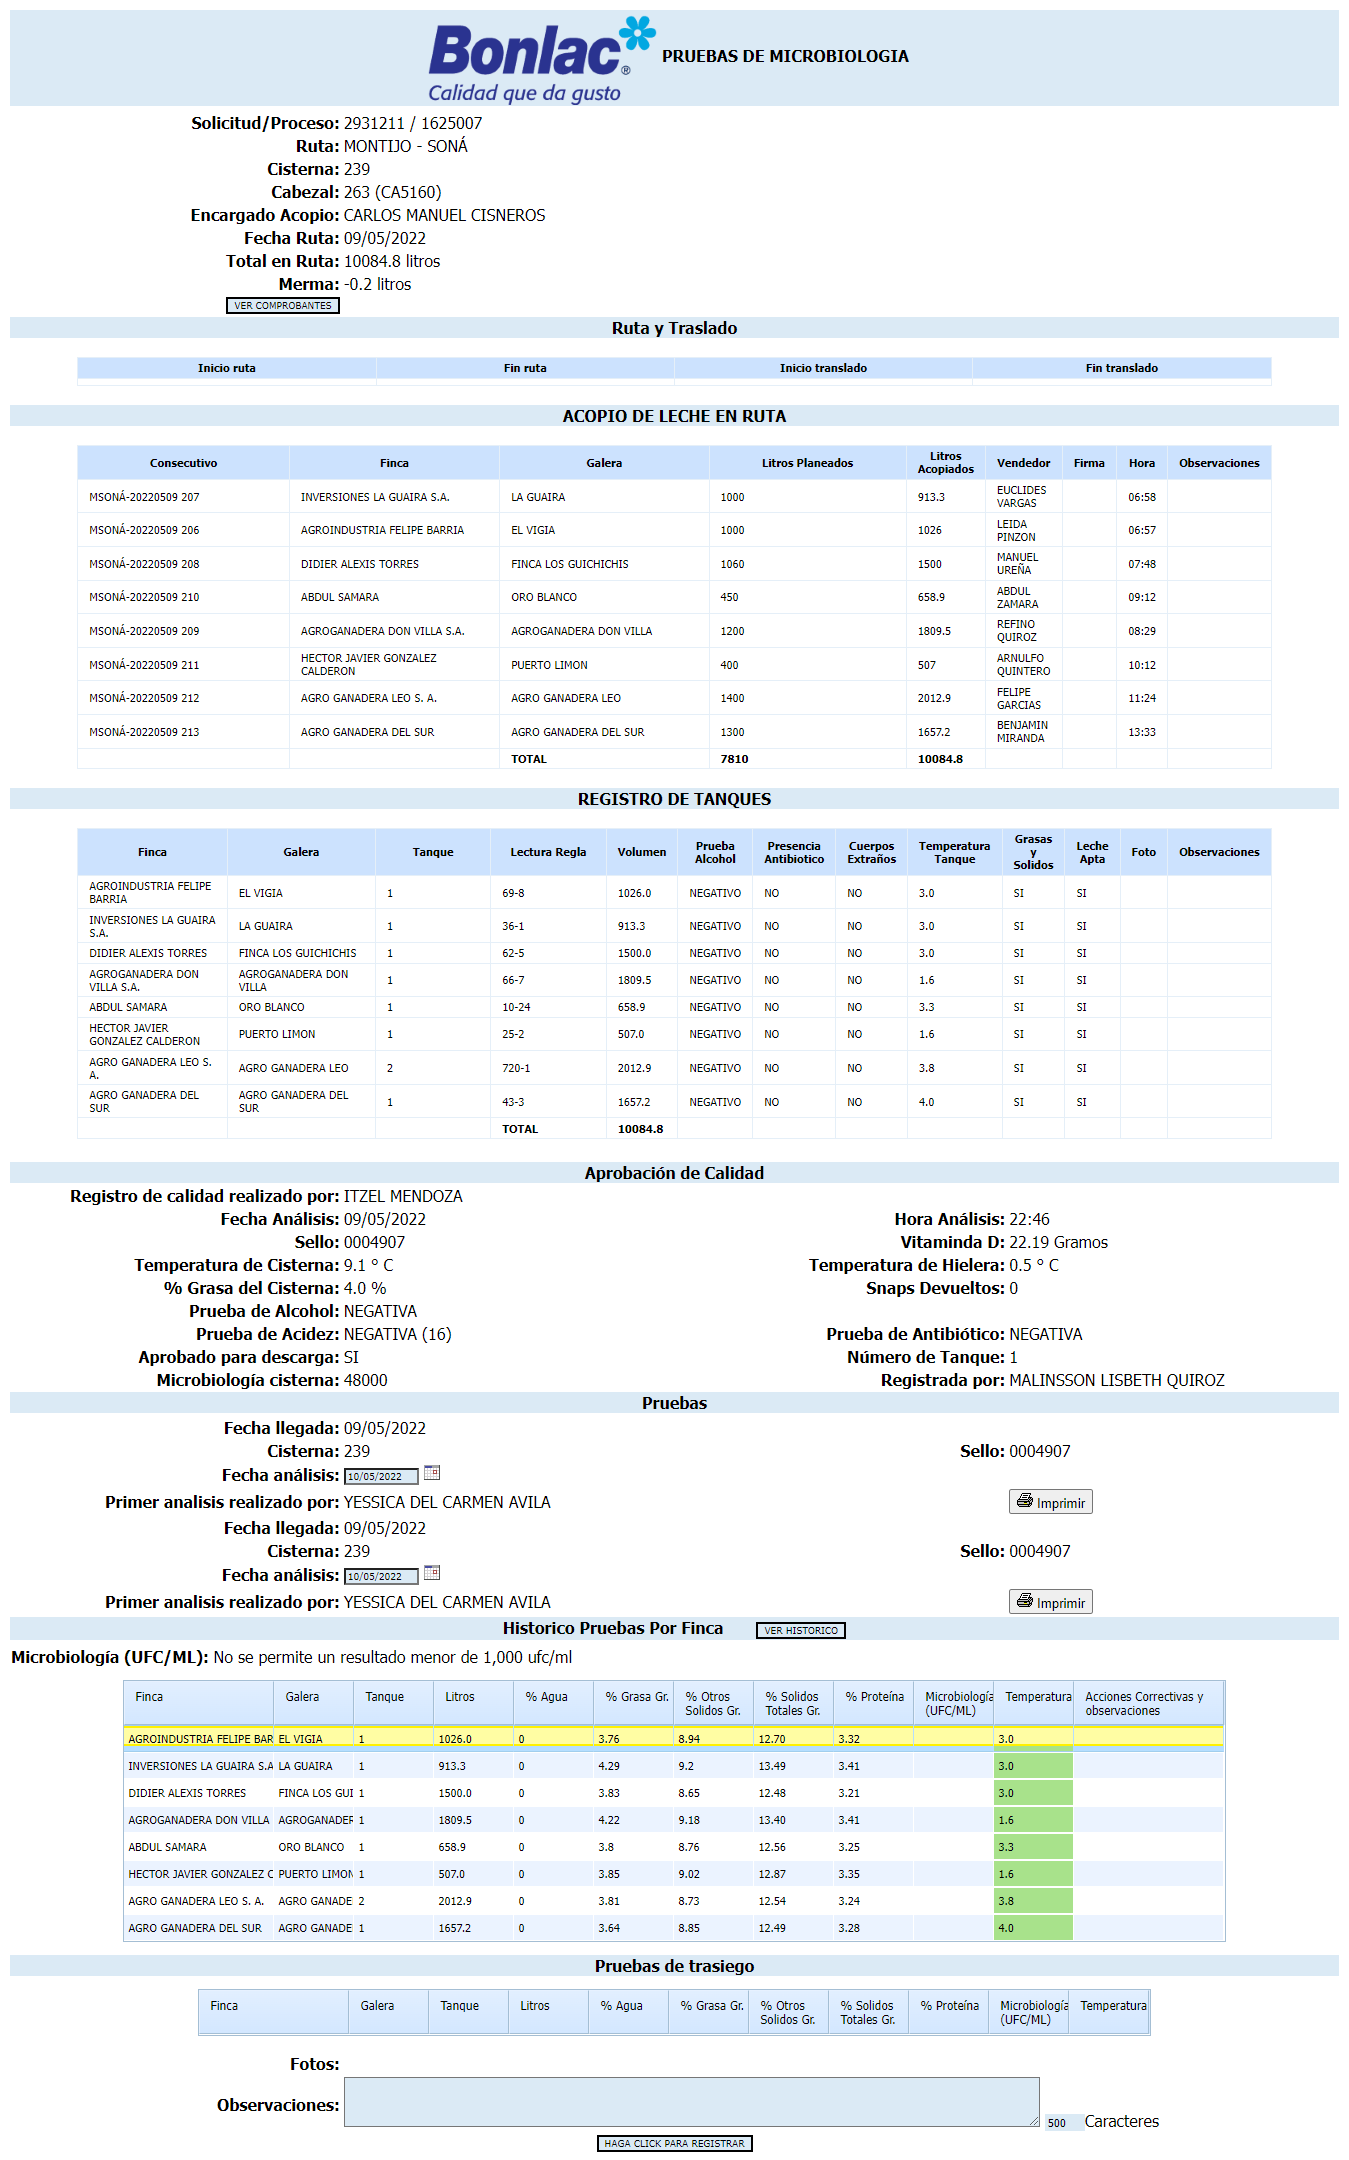 Bonlac®
Calidad que da gusto
PRUEBAS DE MICROBIOLOGIA
Solicitud/Proceso: 2931211 / 1625007
Ruta: MONTIJO - SONÁ
Cisterna: 239
Cabezal: 263 (CA5160)
Encargado Acopio: CARLOS MANUEL CISNEROS
Fecha Ruta: 09/05/2022
Total en Ruta: 10084.8 litros
Merma: -0.2 litros
VER COMPROBANTES
Ruta y Traslado
Inicio ruta Fin ruta Inicio translado Fin translado
ACOPIO DE LECHE EN RUTA
Consecutivo Finca Galera Litros Planeados Litros Acopiados Vendedor Firma Hora Observaciones
MSONÁ-20220509 207 INVERSIONES LA GUAIRA S.A. LA GUAIRA 1000 913.3 EUCLIDES VARGAS 06:58
MSONÁ-20220509 206 AGROINDUSTRIA FELIPE BARRIA EL VIGIA 1000 1026 LEIDA PINZON 06:57
MSONÁ-20220509 208 DIDIER ALEXIS TORRES FINCA LOS GUICHICHIS 1060 1500 MANUEL UREÑA 07:48
MSONÁ-20220509 210 ABDUL SAMARA ORO BLANCO 450 658.9 ABDUL ZAMARA 09:12
MSONÁ-20220509 209 AGROGANADERA DON VILLA S.A. AGROGANADERA DON VILLA 1200 1809.5 REFINO QUIROZ 08:29
MSONÁ-20220509 211 HECTOR JAVIER GONZALEZ CALDERON PUERTO LIMON 400 507 ARNULFO QUINTERO 10:12
MSONÁ-20220509 212 AGRO GANADERA LEO S. A. AGRO GANADERA LEO 1400 2012.9 FELIPE GARCIAS 11:24
MSONÁ-20220509 213 AGRO GANADERA DEL SUR AGRO GANADERA DEL SUR 1300 1657.2 BENJAMIN MIRANDA 13:33
TOTAL 7810 10084.8
REGISTRO DE TANQUES
Finca Galera Tanque Lectura Regla Volumen Prueba Alcohol Presencia Antibiotico Cuerpos Extraños Temperatura Tanque Grasas y Solidos Leche Apta Foto Observaciones
AGROINDUSTRIA FELIPE BARRIA EL VIGIA 1 69-8 1026.0 NEGATIVO NO NO 3.0 SI SI
INVERSIONES LA GUAIRA S.A. LA GUAIRA 1 36-1 913.3 NEGATIVO NO NO 3.0 SI SI
DIDIER ALEXIS TORRES FINCA LOS GUICHICHIS 1 62-5 1500.0 NEGATIVO NO NO 3.0 SI SI
AGROGANADERA DON VILLA S.A. AGROGANADERA DON VILLA 1 66-7 1809.5 NEGATIVO NO NO 1.6 SI SI
ABDUL SAMARA ORO BLANCO 1 10-24 658.9 NEGATIVO NO NO 3.3 SI SI
HECTOR JAVIER GONZALEZ CALDERON PUERTO LIMON 1 25-2 507.0 NEGATIVO NO NO 1.6 SI SI
AGRO GANADERA LEO S. A. AGRO GANADERA LEO 2 720-1 2012.9 NEGATIVO NO NO 3.8 SI SI
AGRO GANADERA DEL SUR AGRO GANADERA DEL SUR 1 43-3 1657.2 NEGATIVO NO NO 4.0 SI SI
TOTAL 10084.8
Aprobación de Calidad
Registro de calidad realizado por: ITZEL MENDOZA
Fecha Análisis: 09/05/2022 Hora Análisis: 22:46
Sello: 0004907 Vitaminda D: 22.19 Gramos
Temperatura de Cisterna: 9.1 ° C Temperatura de Hielera: 0.5 ° C
% Grasa del Cisterna: 4.0 % Snaps Devueltos: 0
Prueba de Alcohol: NEGATIVA
Prueba de Acidez: NEGATIVA (16) Prueba de Antibiótico: NEGATIVA
Aprobado para descarga: SI Número de Tanque: 1
Microbiología cisterna: 48000 Registrada por: MALINSSON LISBETH QUIROZ
Pruebas
Fecha llegada: 09/05/2022
Cisterna: 239 Sello: 0004907
Fecha análisis: 10/05/2022
Primer analisis realizado por: YESSICA DEL CARMEN AVILA Imprimir
Fecha llegada: 09/05/2022
Cisterna: 239 Sello: 0004907
Fecha análisis: 10/05/2022
Primer analisis realizado por: YESSICA DEL CARMEN AVILA Imprimir
Historico Pruebas Por Finca VER HISTORICO
Microbiología (UFC/ML): No se permite un resultado menor de 1,000 ufc/ml
Finca Galera Tanque Litros % Agua % Grasa Gr. % Otros Solidos Gr. % Solidos Totales Gr. % Proteína Microbiología (UFC/ML) Temperatura Acciones Correctivas y observaciones
AGROINDUSTRIA FELIPE BAR EL VIGIA 1 1026.0 0 3.76 8.94 12.70 3.32 3.0
INVERSIONES LA GUAIRA S.A LA GUAIRA 1 913.3 0 4.29 9.2 13.49 3.41 3.0
DIDIER ALEXIS TORRES FINCA LOS GUI 1 1500.0 0 3.83 8.65 12.48 3.21 3.0
AGROGANADERA DON VILLA AGROGANADER 1 1809.5 0 4.22 9.18 13.40 3.41 1.6
ABDUL SAMARA ORO BLANCO 1 658.9 0 3.8 8.76 12.56 3.25 3.3
HECTOR JAVIER GONZALEZ C PUERTO LIMON 1 507.0 0 3.85 9.02 12.87 3.35 1.6
AGRO GANADERA LEO S. A. AGRO GANADE 2 2012.9 0 3.81 8.73 12.54 3.24 3.8
AGRO GANADERA DEL SUR AGRO GANADE 1 1657.2 0 3.64 8.85 12.49 3.28 4.0
Pruebas de trasiego
Finca Galera Tanque Litros % Agua % Grasa Gr. % Otros Solidos Gr. % Solidos Totales Gr. % Proteína Microbiología (UFC/ML) Temperatura
Fotos:
Observaciones: 500 Caracteres
HAGA CLICK PARA REGISTRAR